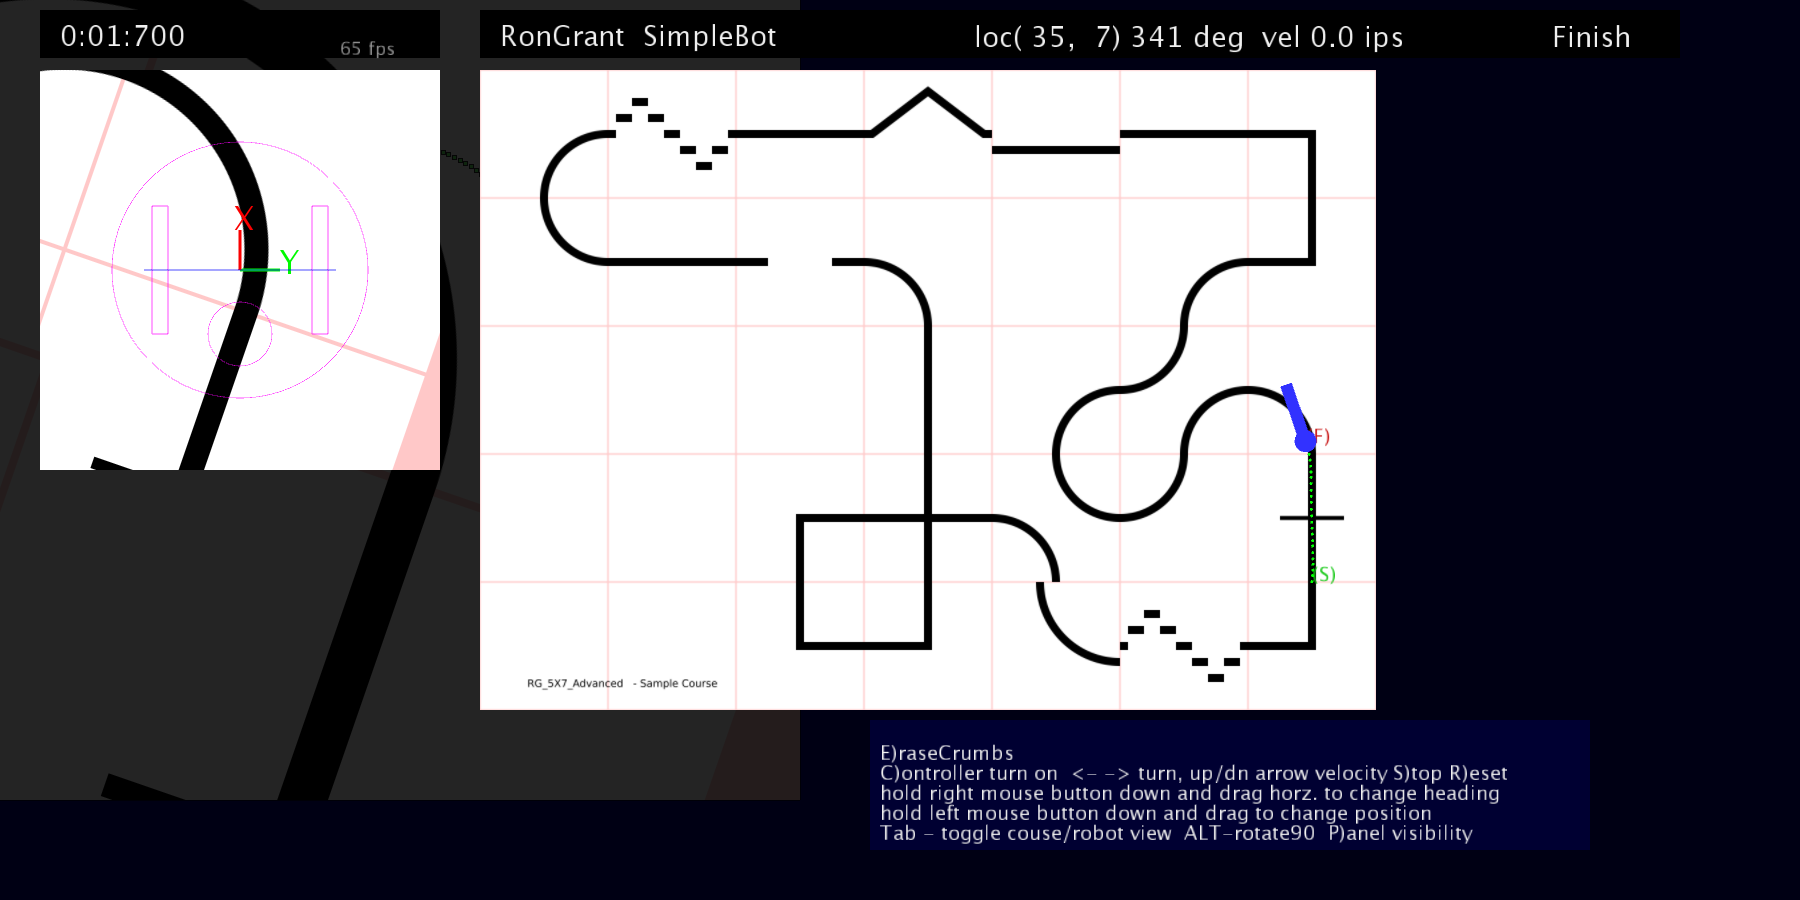 0:01:700
65 fps
RonGrant SimpleBot
loc( 35, 7) 341 deg vel 0.0 ips
Finish
X
Y
F)
(S)
RG_5X7_Advanced - Sample Course
E)raseCrumbs
C)ontroller turn on <- -> turn, up/dn arrow velocity S)top R)eset
hold right mouse button down and drag horz. to change heading
hold left mouse button down and drag to change position
Tab - toggle couse/robot view ALT-rotate90 P)anel visibility